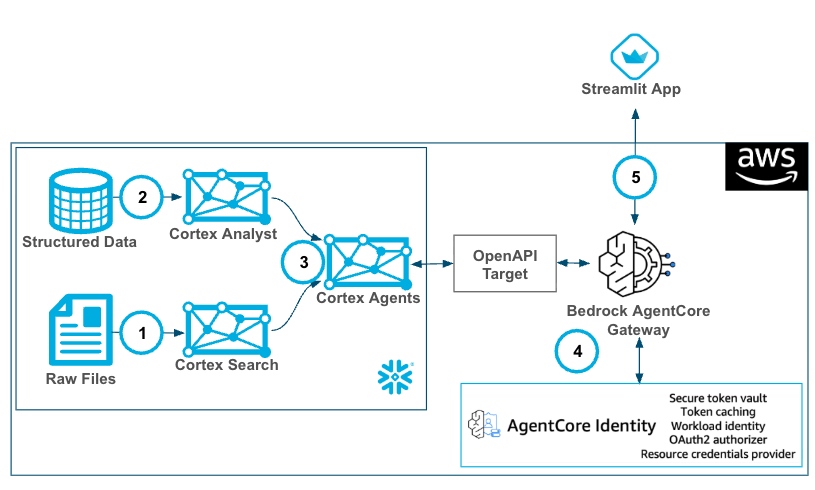 Streamlit App
aws
5
2
Structured Data
Cortex Analyst
3
Cortex Agents
OpenAPI
Target
Bedrock AgentCore
Gateway
1
Raw Files
Cortex Search
4
AgentCore Identity
Secure token vault
Token caching
Workload identity
OAuth2 authorizer
Resource credentials provider